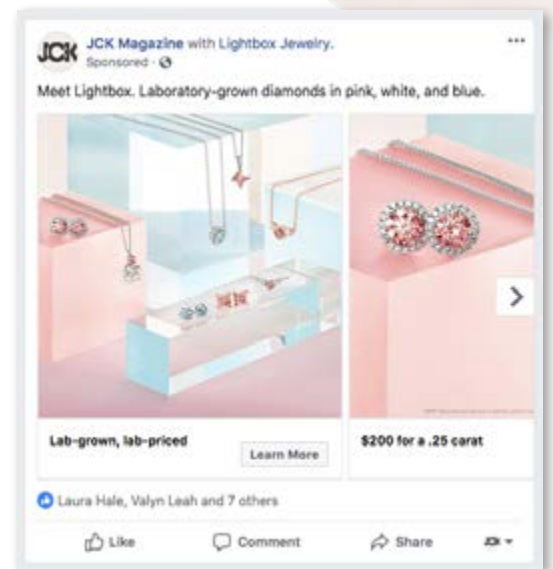 JCK
JCK Magazine with Lightbox Jewelry.
Sponsored ·
Meet Lightbox. Laboratory-grown diamonds in pink, white, and blue.
Lab-grown, lab-priced
Learn More
$200 for a .25 carat
Laura Hale, Valyn Leah and 7 others
Like
Comment
Share
JCK